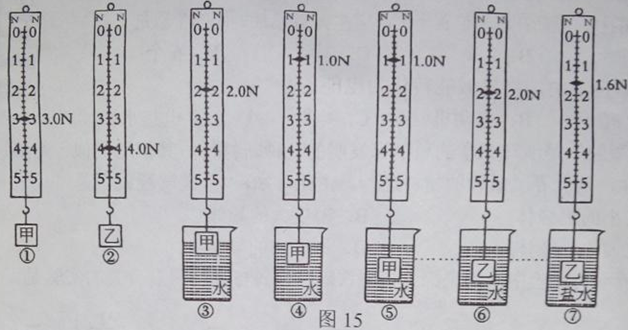 N N N N N N N N N N N N N N
0 0 0 0 0 0 0 0 0 0 0 0 0 0
1 1 1 1 1 1 1 1.0N 1 1 1.0N 1 1 1 1
2 2 2 2 2 2 2.0N 2 2 2 2 2 2 2.0N 2 2 1.6N
3 3 3.0N 3 3 3 3 3 3 3 3 3 3 3 3
4 4 4 4 4.0N 4 4 4 4 4 4 4 4 4 4
5 5 5 5 5 5 5 5 5 5 5 5 5 5
甲 乙 甲 甲 甲 乙 乙
水 水 水 水 盐水
① ② ③ ④ ⑤ ⑥ ⑦
图 15